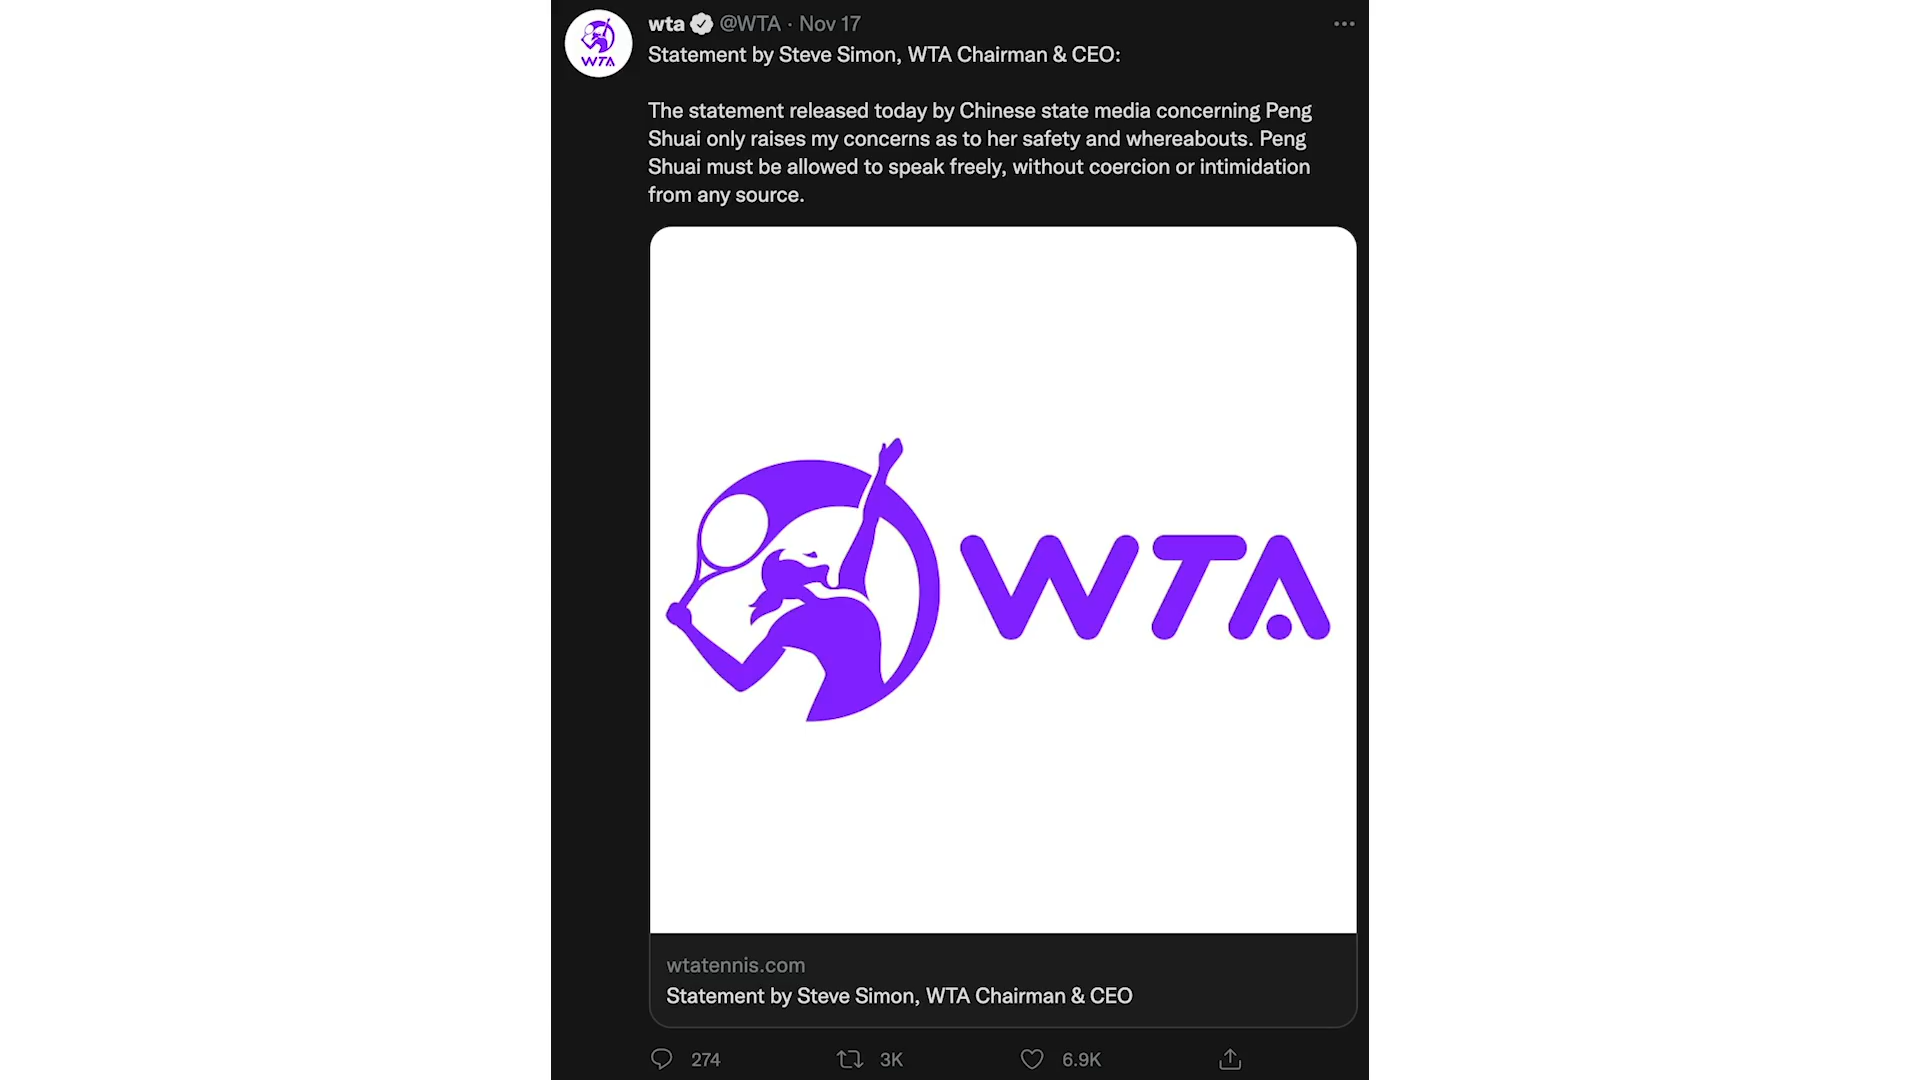 wta @WTA · Nov 17
Statement by Steve Simon, WTA Chairman & CEO:
The statement released today by Chinese state media concerning Peng
Shuai only raises my concerns as to her safety and whereabouts. Peng
Shuai must be allowed to speak freely, without coercion or intimidation
from any source.
WTA
WTA
wtatennis.com
Statement by Steve Simon, WTA Chairman & CEO
274 3K 6.9K